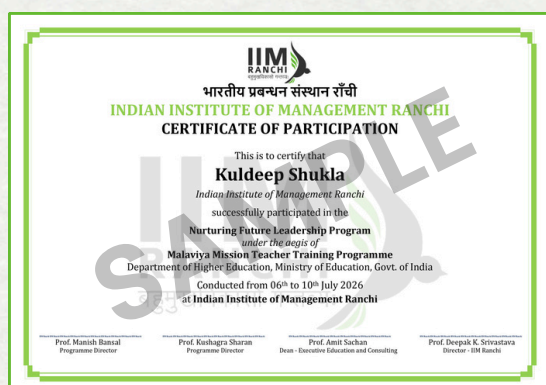 IIM
RANCHI
भारतीय प्रबन्धन संस्थान राँची
INDIAN INSTITUTE OF MANAGEMENT RANCHI
CERTIFICATE OF PARTICIPATION
This is to certify that
Kuldeep Shukla
Indian Institute of Management Ranchi
successfully participated in the
Nurturing Future Leadership Program
under the aegis of
Malaviya Mission Teacher Training Programme
Department of Higher Education, Ministry of Education, Govt. of India
Conducted from 06th to 10th July 2026
at Indian Institute of Management Ranchi
SAMPLE
Prof. Manish Bansal
Programme Director
Prof. Kushagra Sharan
Programme Director
Prof. Amit Sachan
Dean - Executive Education and Consulting
Prof. Deepak K. Srivastava
Director - IIM Ranchi